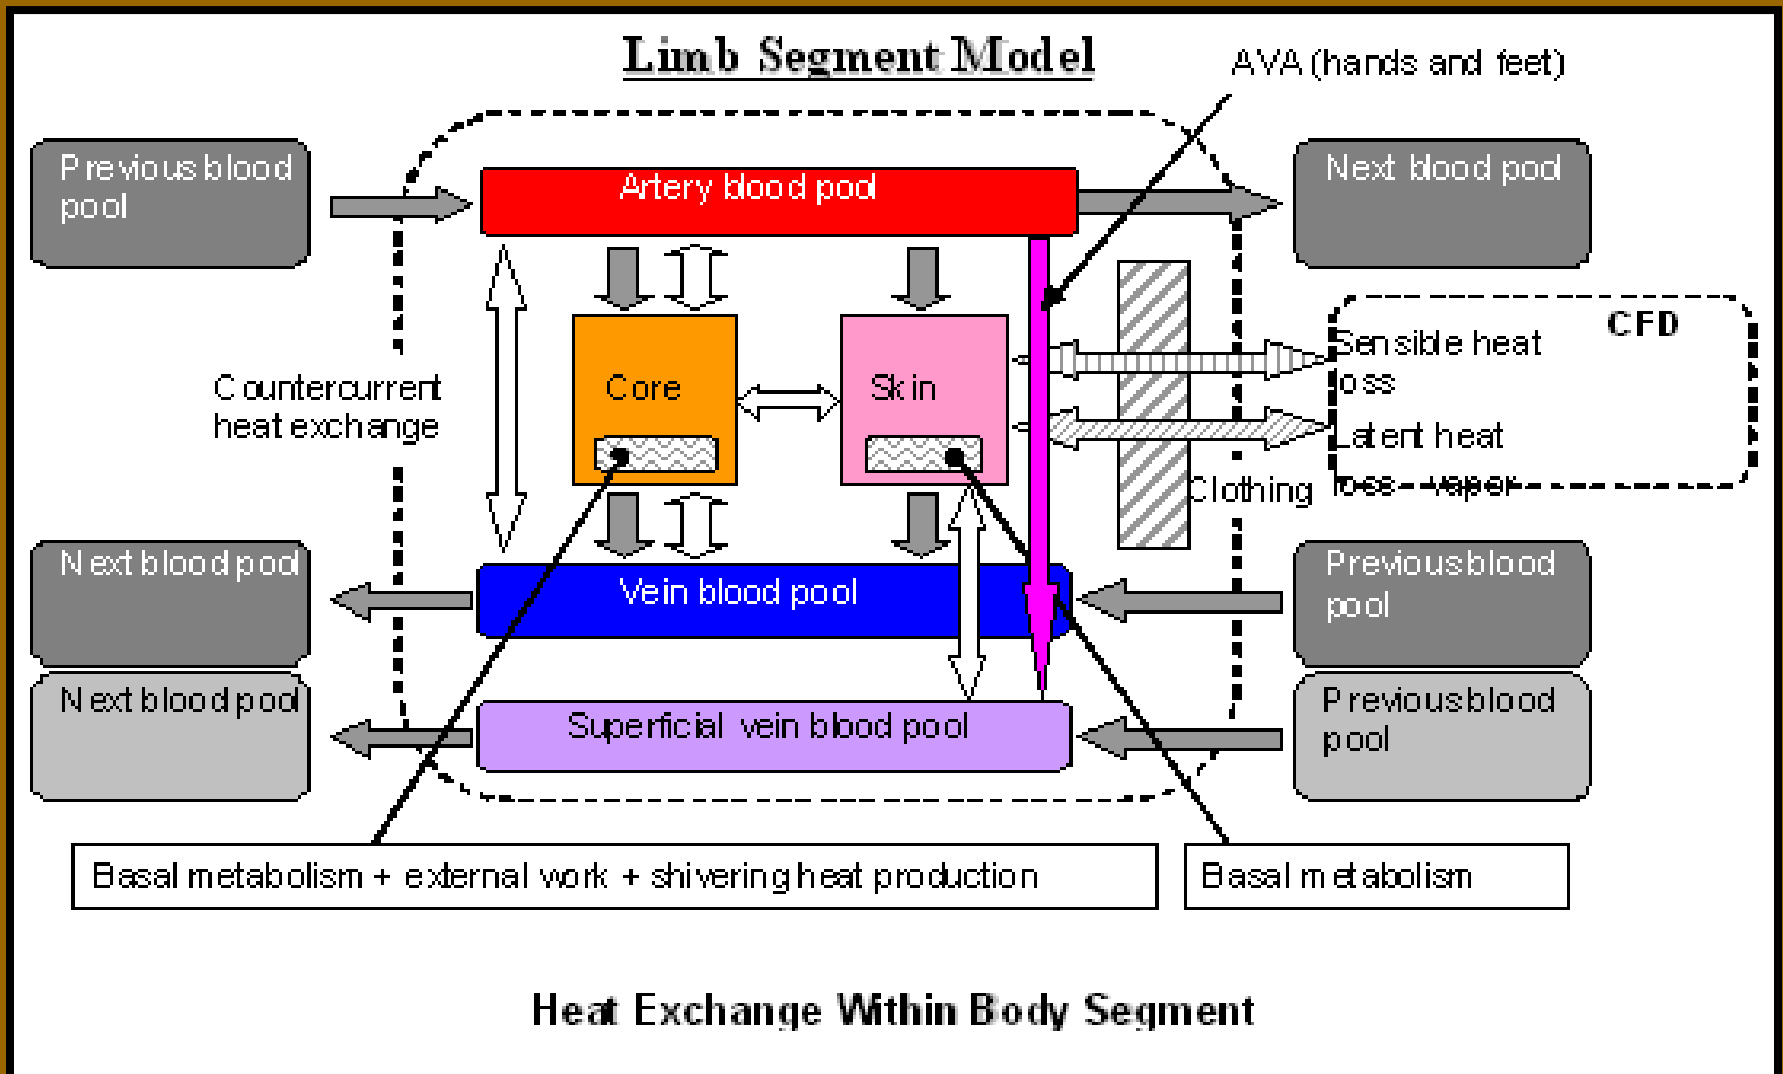 Limb Segment Model
AVA (hands and feet)
Previous blood
pool
Artery blood pool
Next blood pool
CFD
Sensible heat
loss
Core
Skin
Countercurrent
heat exchange
Latent heat
loss - vapor
Clothing
Next blood pool
Vein blood pool
Previous blood
pool
Next blood pool
Superficial vein blood pool
Previous blood
pool
Basal metabolism + external work + shivering heat production
Basal metabolism
Heat Exchange Within Body Segment